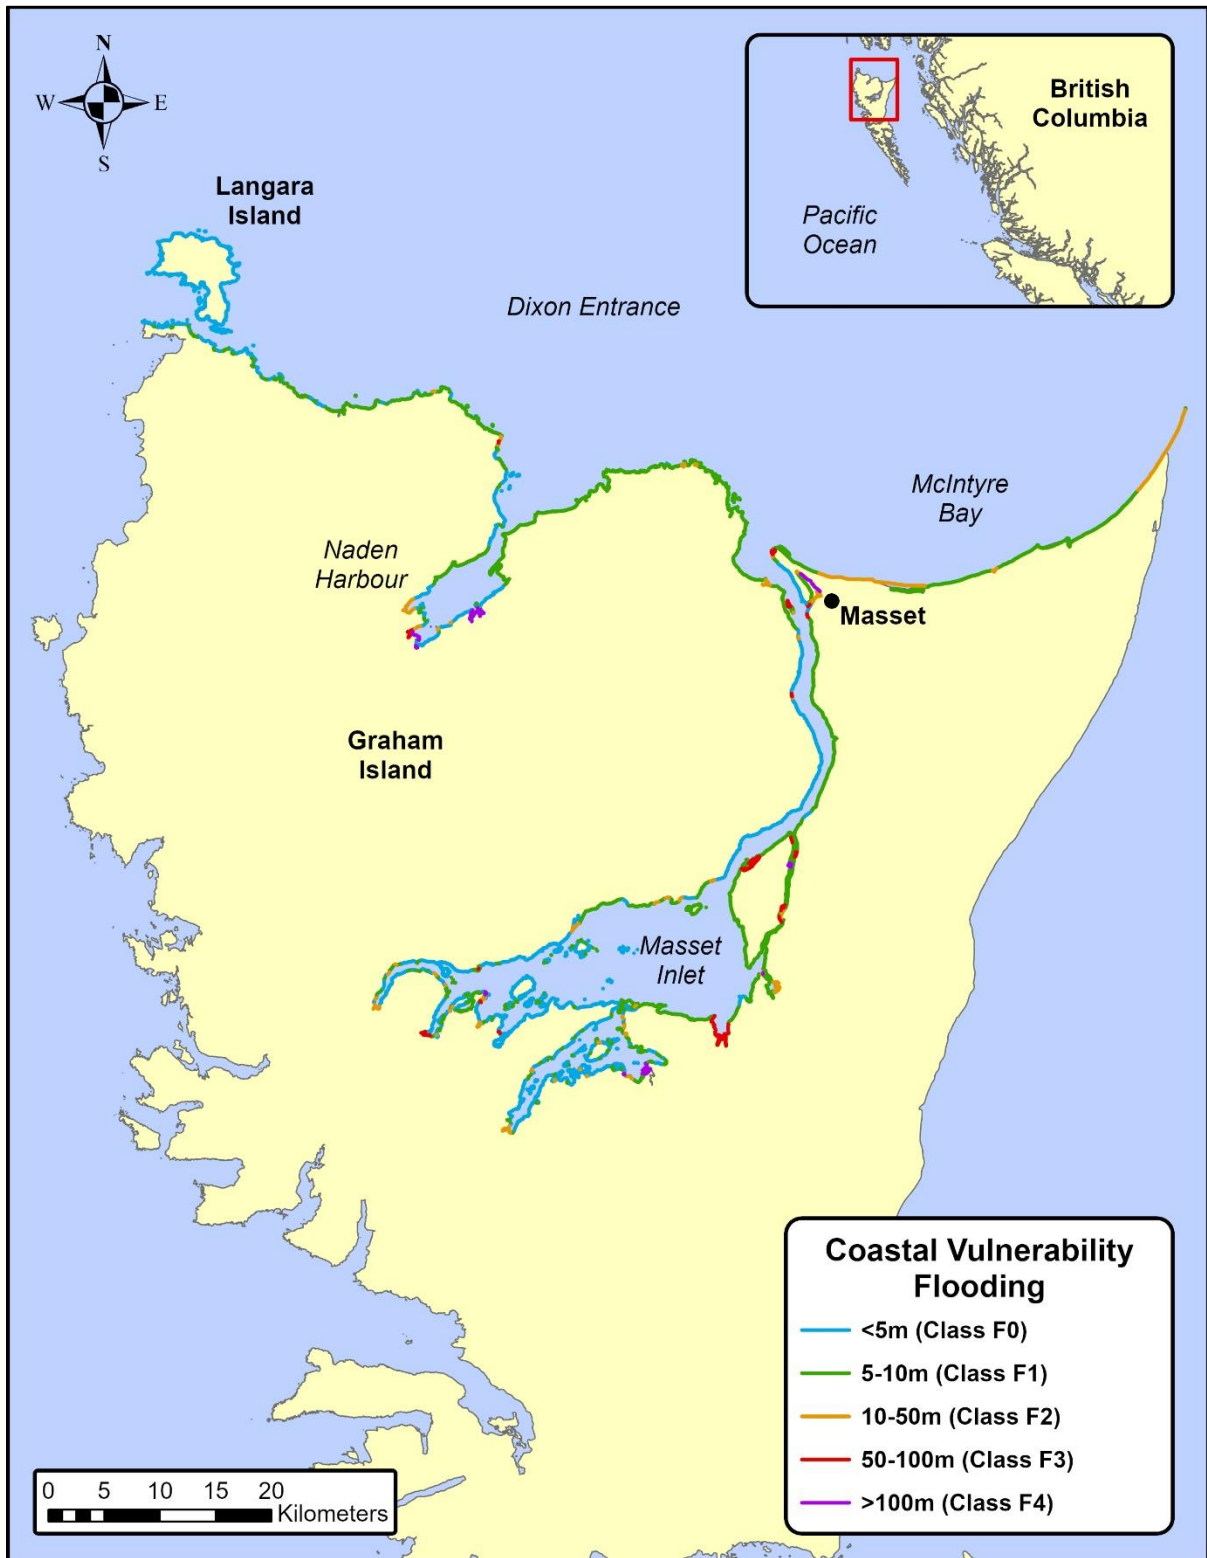 N
W E
S
British
Columbia
Pacific
Ocean
Langara
Island
Dixon Entrance
McIntyre
Bay
Naden
Harbour
Masset
Graham
Island
Masset
Inlet
Coastal Vulnerability
Flooding
<5m (Class F0)
5-10m (Class F1)
10-50m (Class F2)
50-100m (Class F3)
>100m (Class F4)
0 5 10 15 20
Kilometers